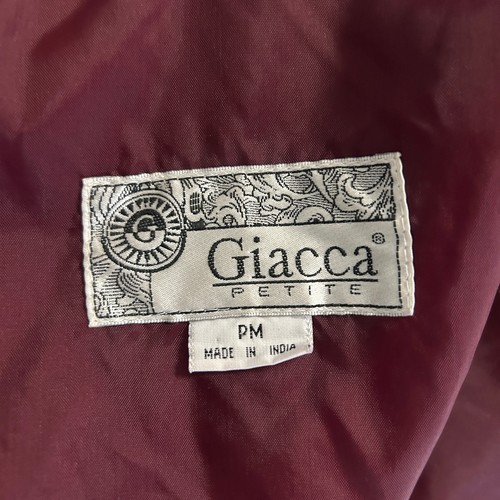 G
Giacca®
PETITE
PM
MADE IN INDIA